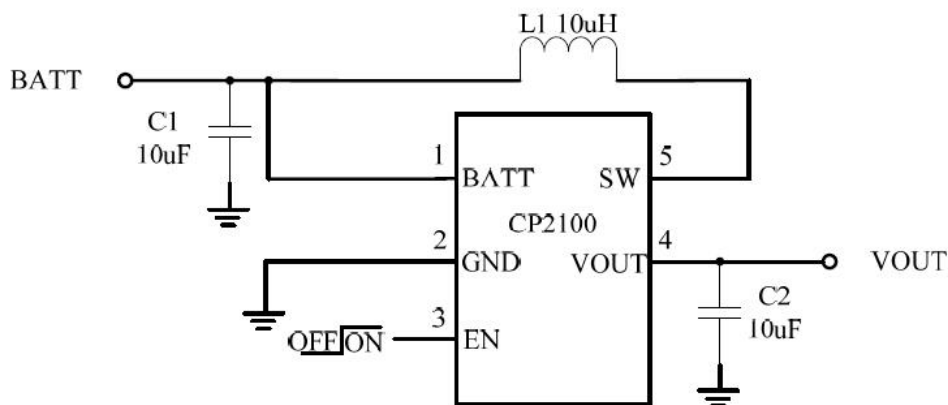 L1 10uH
BATT
C1
10uF
1
BATT
5
SW
CP2100
2
GND
4
VOUT
VOUT
C2
10uF
3
EN
OFF ON